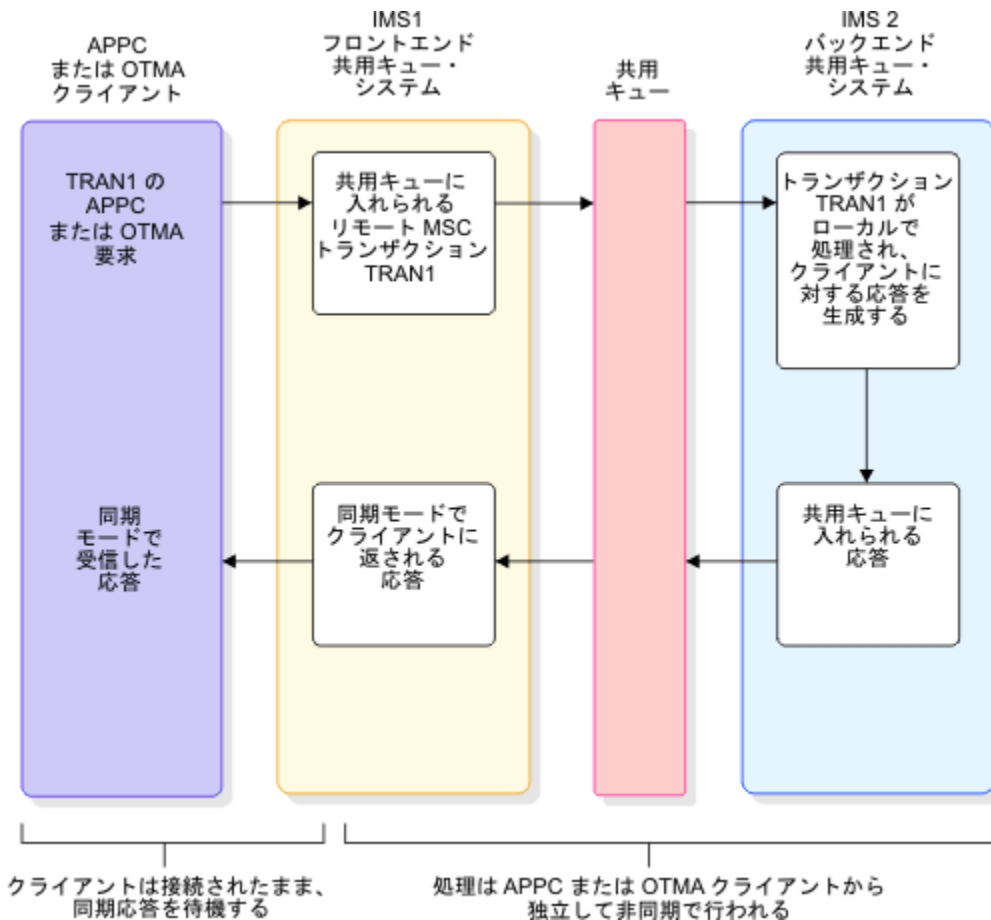 APPC
または OTMA
クライアント
IMS1
フロントエンド
共用キュー・
システム
共用
キュー
IMS 2
バックエンド
共用キュー・
システム
TRAN1 の
APPC
または OTMA
要求
共用キューに
入れられる
リモート MSC
トランザクション
TRAN1
トランザクション
TRAN1 が
ローカルで
処理され、
クライアントに
対する応答を
生成する
同期
モードで
受信した
応答
同期モードで
クライアントに
返される
応答
共用キューに
入れられる
応答
クライアントは接続されたまま、
同期応答を待機する
処理は APPC または OTMA クライアントから
独立して非同期で行われる